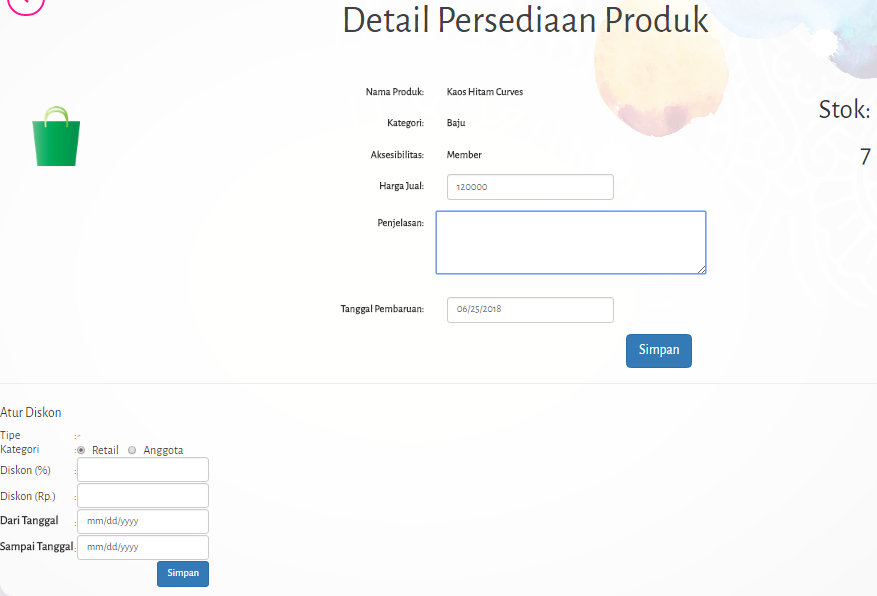 Detail Persediaan Produk
Nama Produk: Kaos Hitam Curves
Stok:
Kategori: Baju
7
Aksesibilitas: Member
Harga Jual: 120000
Penjelasan:
Tanggal Pembaruan: 06/25/2018
Simpan
Atur Diskon
Tipe :-
Kategori : Retail Anggota
Diskon (%) :
Diskon (Rp.) :
Dari Tanggal : mm/dd/yyyy
Sampai Tanggal : mm/dd/yyyy
Simpan